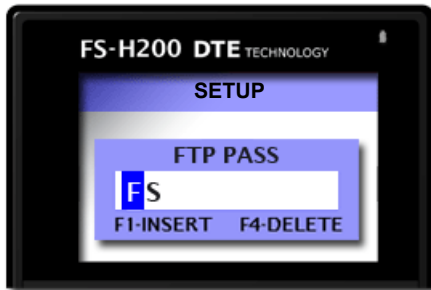 FS-H200 DTE TECHNOLOGY
SETUP
FTP PASS
FS
F1-INSERT F4-DELETE